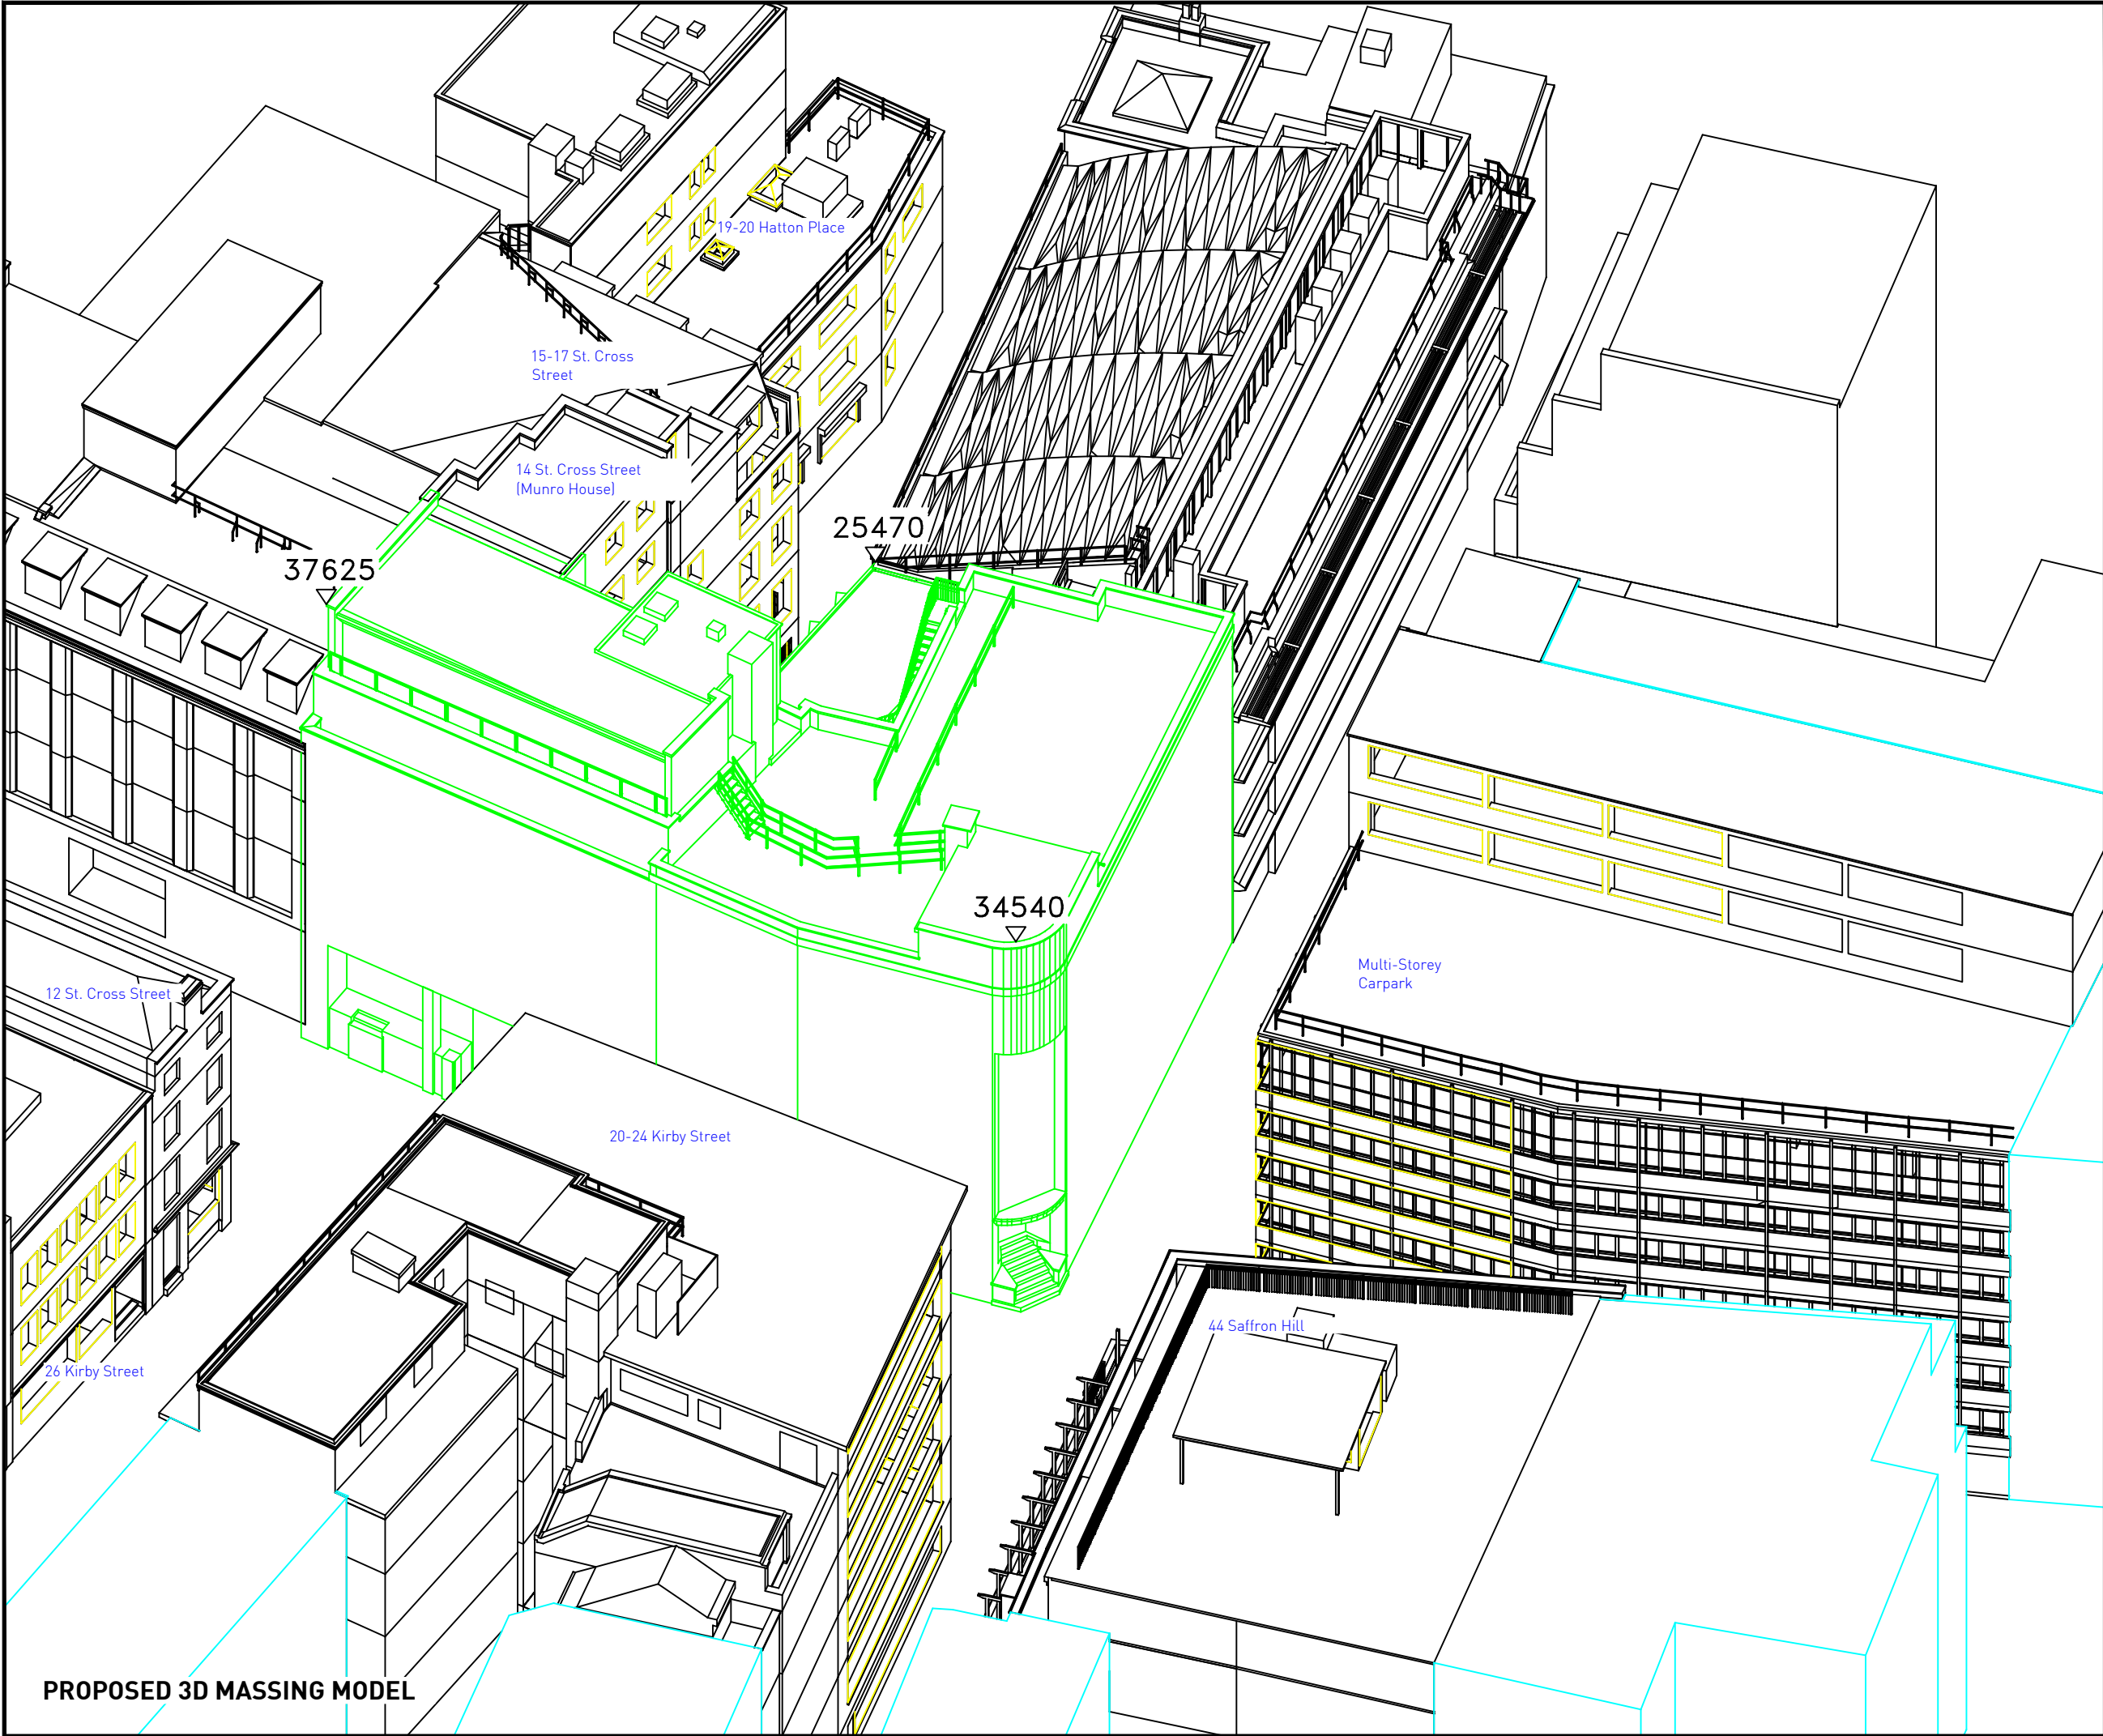 19-20 Hatton Place
15-17 St. Cross
Street
14 St. Cross Street
(Munro House)
25470
37625
34540
Multi-Storey
Carpark
12 St. Cross Street
20-24 Kirby Street
44 Saffron Hill
26 Kirby Street
PROPOSED 3D MASSING MODEL